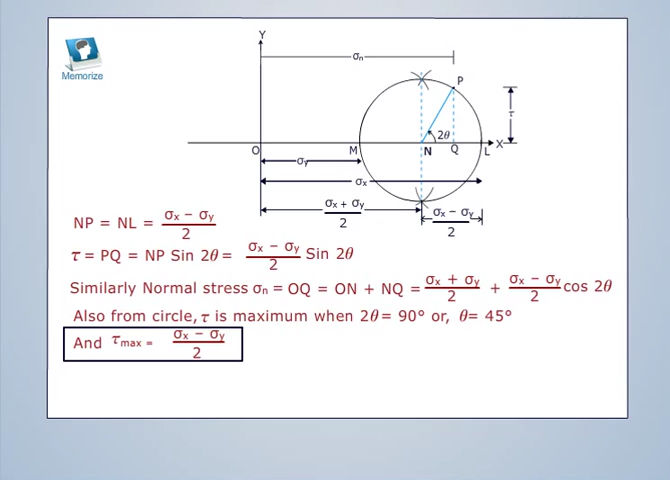 Memorize
Y
σn
P
τ
2θ
O
M
N
Q
L
X
σy
σx
σx + σy / 2
σx − σy / 2
NP = NL = σx − σy / 2
τ = PQ = NP Sin 2θ = σx − σy / 2 Sin 2θ
Similarly Normal stress σn = OQ = ON + NQ = σx + σy / 2 + σx − σy / 2 cos 2θ
Also from circle, τ is maximum when 2θ = 90° or, θ = 45°
And τmax = σx − σy / 2